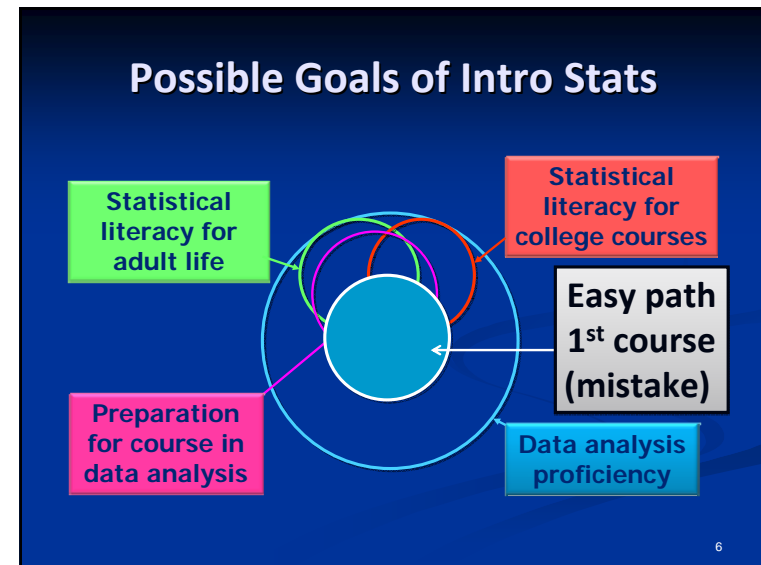 Possible Goals of Intro Stats
Statistical
literacy for
adult life
Statistical
literacy for
college courses
Easy path
1st course
(mistake)
Preparation
for course in
data analysis
Data analysis
proficiency
6